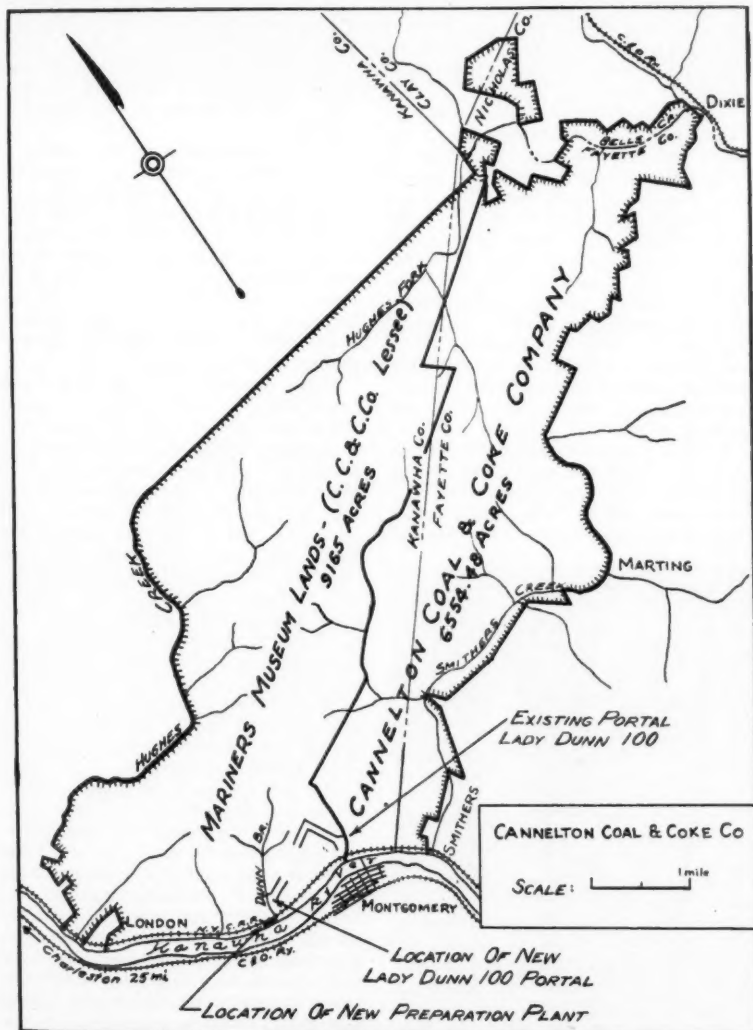 KANAWHA CO.
CLAY CO.
NICHOLAS CO.
C. & O. R.
DIXIE
BELLS CR.
FAYETTE CO.
HUGHES FORK
MARINERS MUSEUM LANDS- (C.C.& C.Co. Lessee)
9165 ACRES
KANAWHA CO.
FAYETTE CO.
CANNELTON COAL & COKE COMPANY
6554.48 ACRES
HUGHES CREEK
MARTING
SMITHERS CREEK
EXISTING PORTAL
LADY DUNN 100
SMITHERS
CANNELTON COAL & COKE CO
SCALE:
1 mile
DUNN BR.
LONDON
N.Y.C.R.R.
Kanawha River
MONTGOMERY
C&O. RY.
Charleston 25 mi
LOCATION OF NEW
LADY DUNN 100 PORTAL
LOCATION OF NEW PREPARATION PLANT